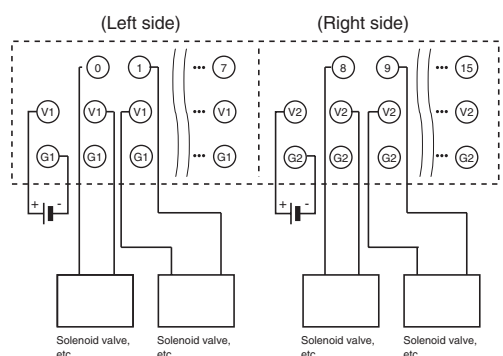 (Left side) (Right side)
0 1 ••• 7 8 9 ••• 15
V1 V1 V1 ••• V1 V2 V2 V2 ••• V2
G1 G1 G1 ••• G1 G2 G2 G2 ••• G2
+ - + -
Solenoid valve, Solenoid valve, Solenoid valve, Solenoid valve,
etc. etc. etc. etc.